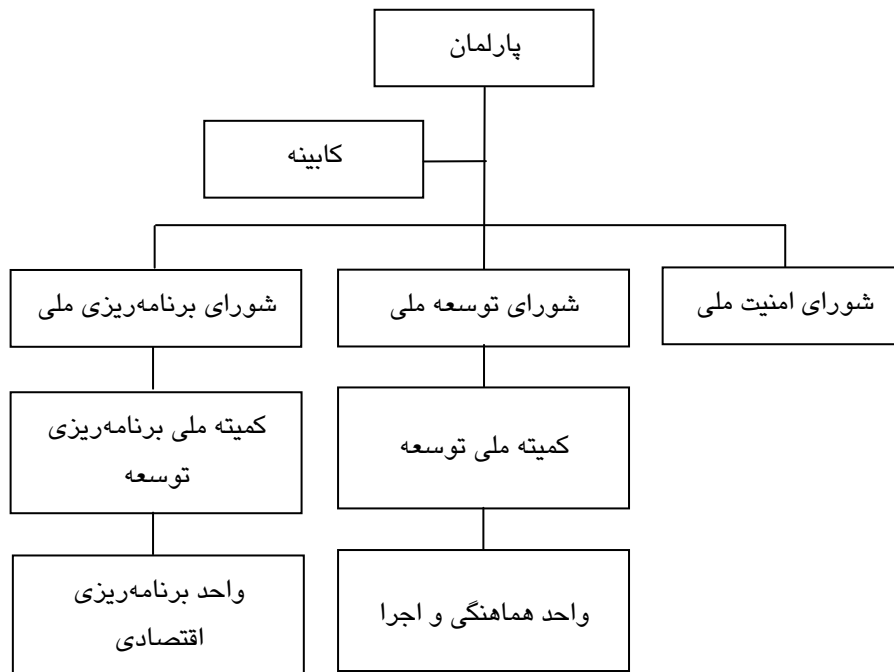 پارلمان
کابینه
شورای امنیت ملی
شورای توسعه ملی
شورای برنامه‌ریزی ملی
کمیته ملی توسعه
کمیته ملی برنامه‌ریزی
توسعه
واحد هماهنگی و اجرا
واحد برنامه‌ریزی
اقتصادی